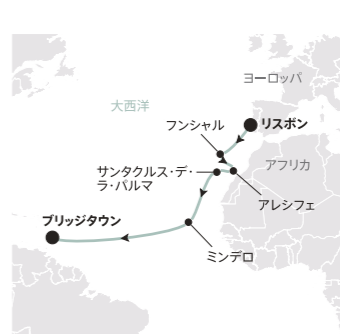 ヨーロッパ
大西洋
フンシャル
リスボン
アフリカ
サンタクルス・デ・
ラ・パルマ
アレシフェ
ブリッジタウン
ミンデロ